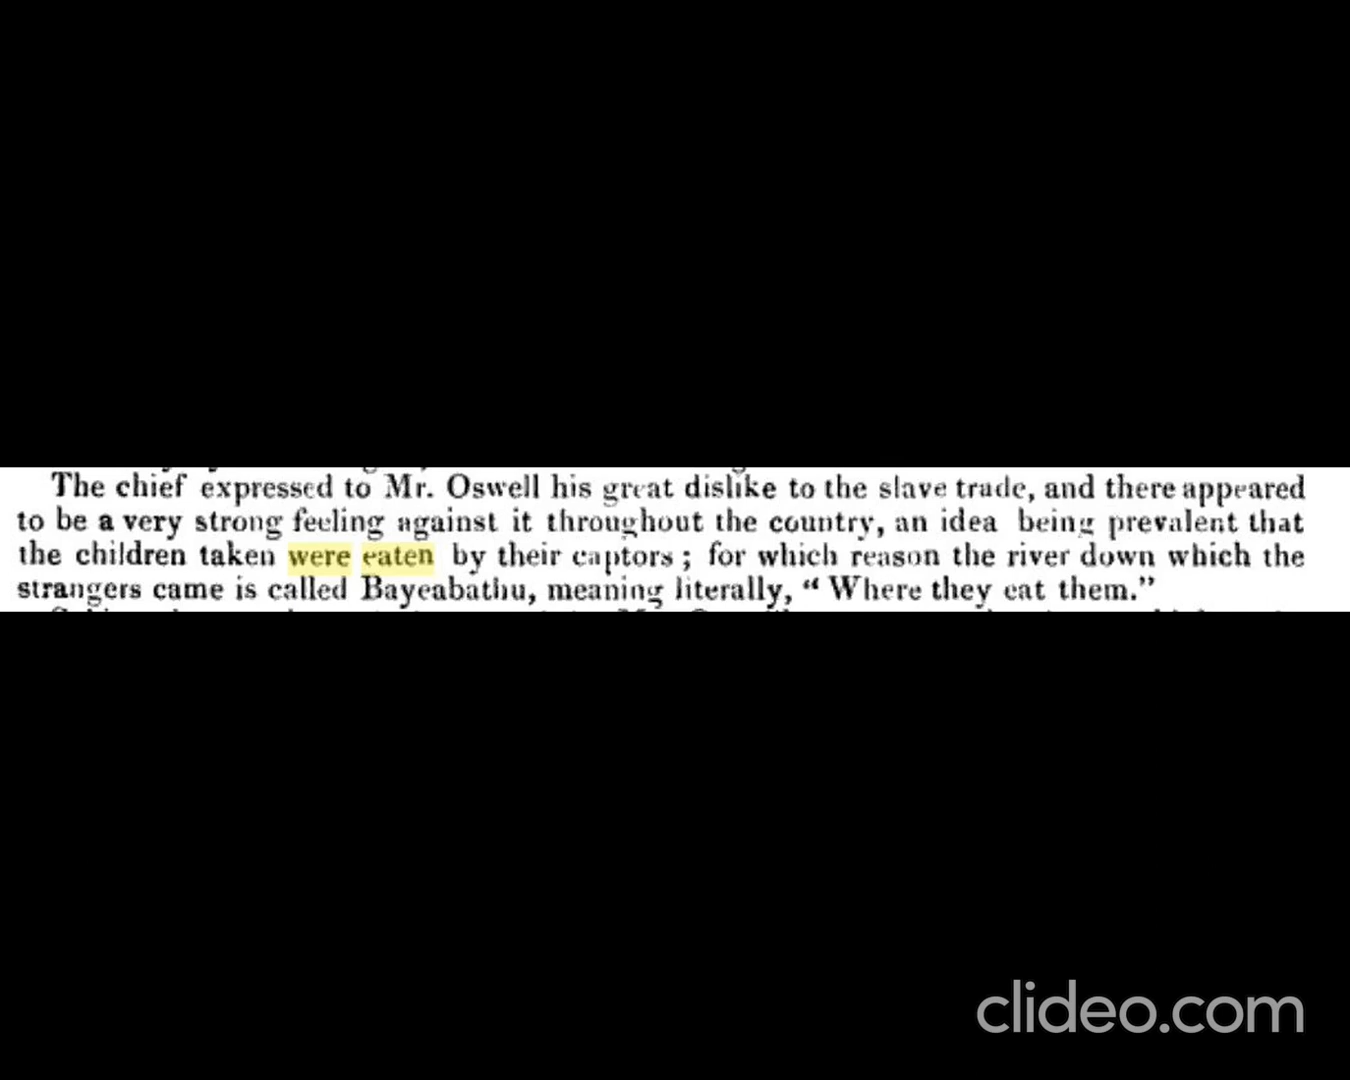 The chief expressed to Mr. Oswell his great dislike to the slave trade, and there appeared
to be a very strong feeling against it throughout the country, an idea being prevalent that
the children taken were eaten by their captors; for which reason the river down which the
strangers came is called Bayeabathu, meaning literally, “Where they eat them.”
clideo.com